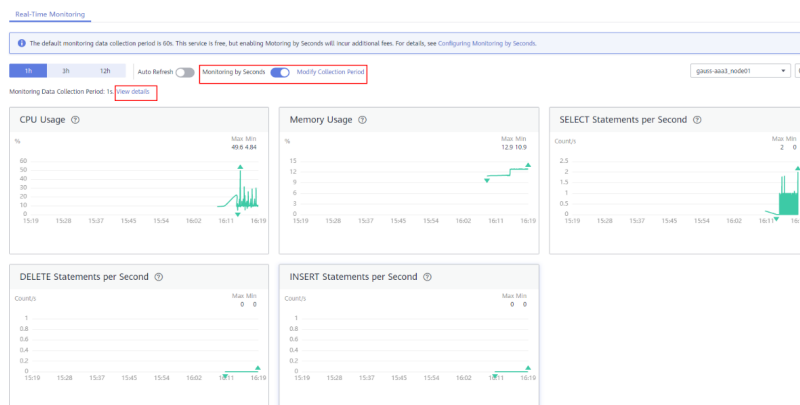 Real-Time Monitoring
The default monitoring data collection period is 60s. This service is free, but enabling Motoring by Seconds will incur additional fees. For details, see Configuring Monitoring by Seconds.
1h 3h 12h Auto Refresh Monitoring by Seconds Modify Collection Period gauss-aaa3_node01
Monitoring Data Collection Period: 1s. View details
CPU Usage
% Max Min
49.6 4.84
60
50
40
30
20
10
0
15:19 15:28 15:37 15:45 15:54 16:02 16:11 16:19
Memory Usage
% Max Min
12.9 10.9
15
12
9
6
3
0
15:19 15:28 15:37 15:45 15:54 16:02 16:11 16:19
SELECT Statements per Second
Count/s Max Min
2 0
2.5
2
1.5
1
0.5
0
15:19 15:28 15:37 15:45 15:54 16:02 16:11
DELETE Statements per Second
Count/s Max Min
0 0
1
0.8
0.6
0.4
0.2
0
15:19 15:28 15:37 15:45 15:54 16:02 16:11 16:19
INSERT Statements per Second
Count/s Max Min
0 0
1
0.8
0.6
0.4
0.2
0
15:19 15:28 15:37 15:45 15:54 16:02 16:11 16:19